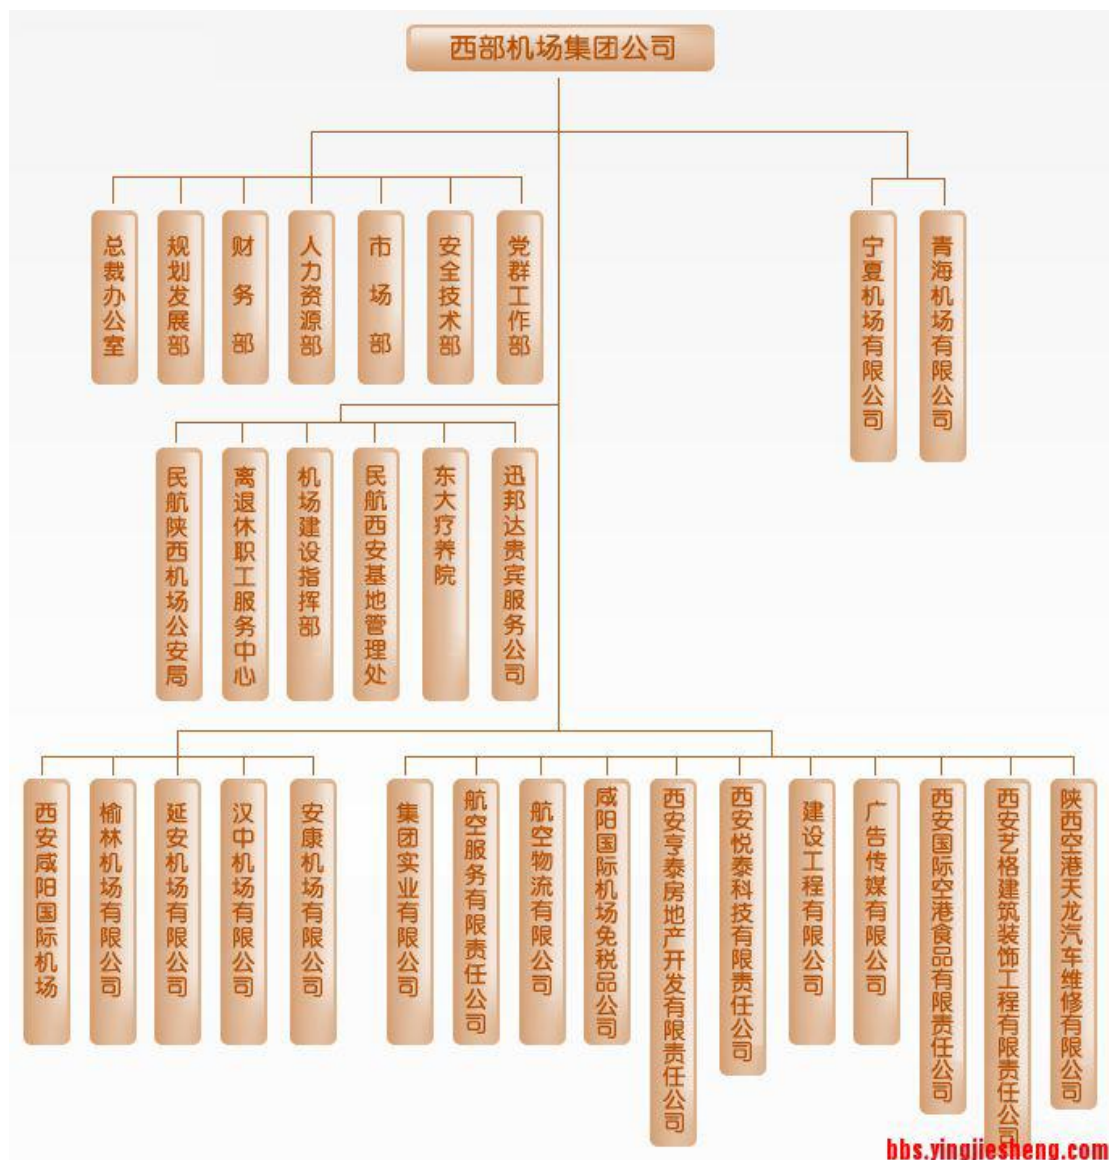 西部机场集团公司
总裁办公室
规划发展部
财务部
人力资源部
市场部
安全技术部
党群工作部
宁夏机场有限公司
青海机场有限公司
民航陕西机场公安局
离退休职工服务中心
机场建设指挥部
民航西安基地管理处
东大疗养院
迅邦达贵宾服务公司
西安咸阳国际机场
榆林机场有限公司
延安机场有限公司
汉中机场有限公司
安康机场有限公司
集团实业有限公司
航空服务有限责任公司
航空物流有限公司
咸阳国际机场免税品公司
西安亨泰房地产开发有限责任公司
西安悦泰科技有限责任公司
建设工程有限公司
广告传媒有限公司
西安国际空港食品有限责任公司
西安艺格建筑装饰工程有限责任公司
陕西空港天龙汽车维修有限公司
bbs.yingjiesheng.com